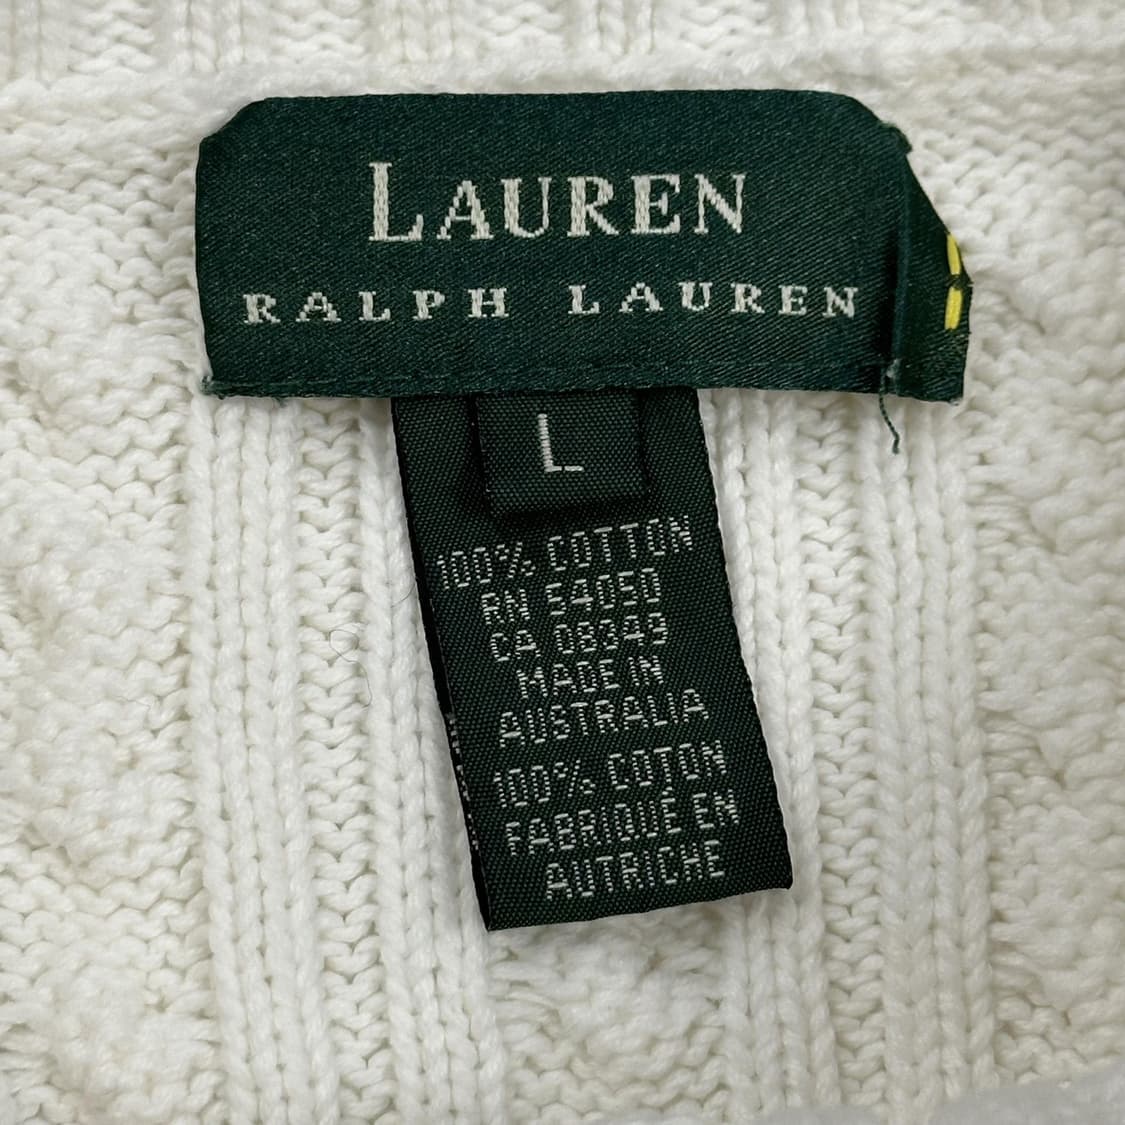 LAUREN
RALPH LAUREN
L
100% COTTON
RN 54050
CA 08349
MADE IN
AUSTRALIA
100% COTON
FABRIQUÉ EN
AUTRICHE